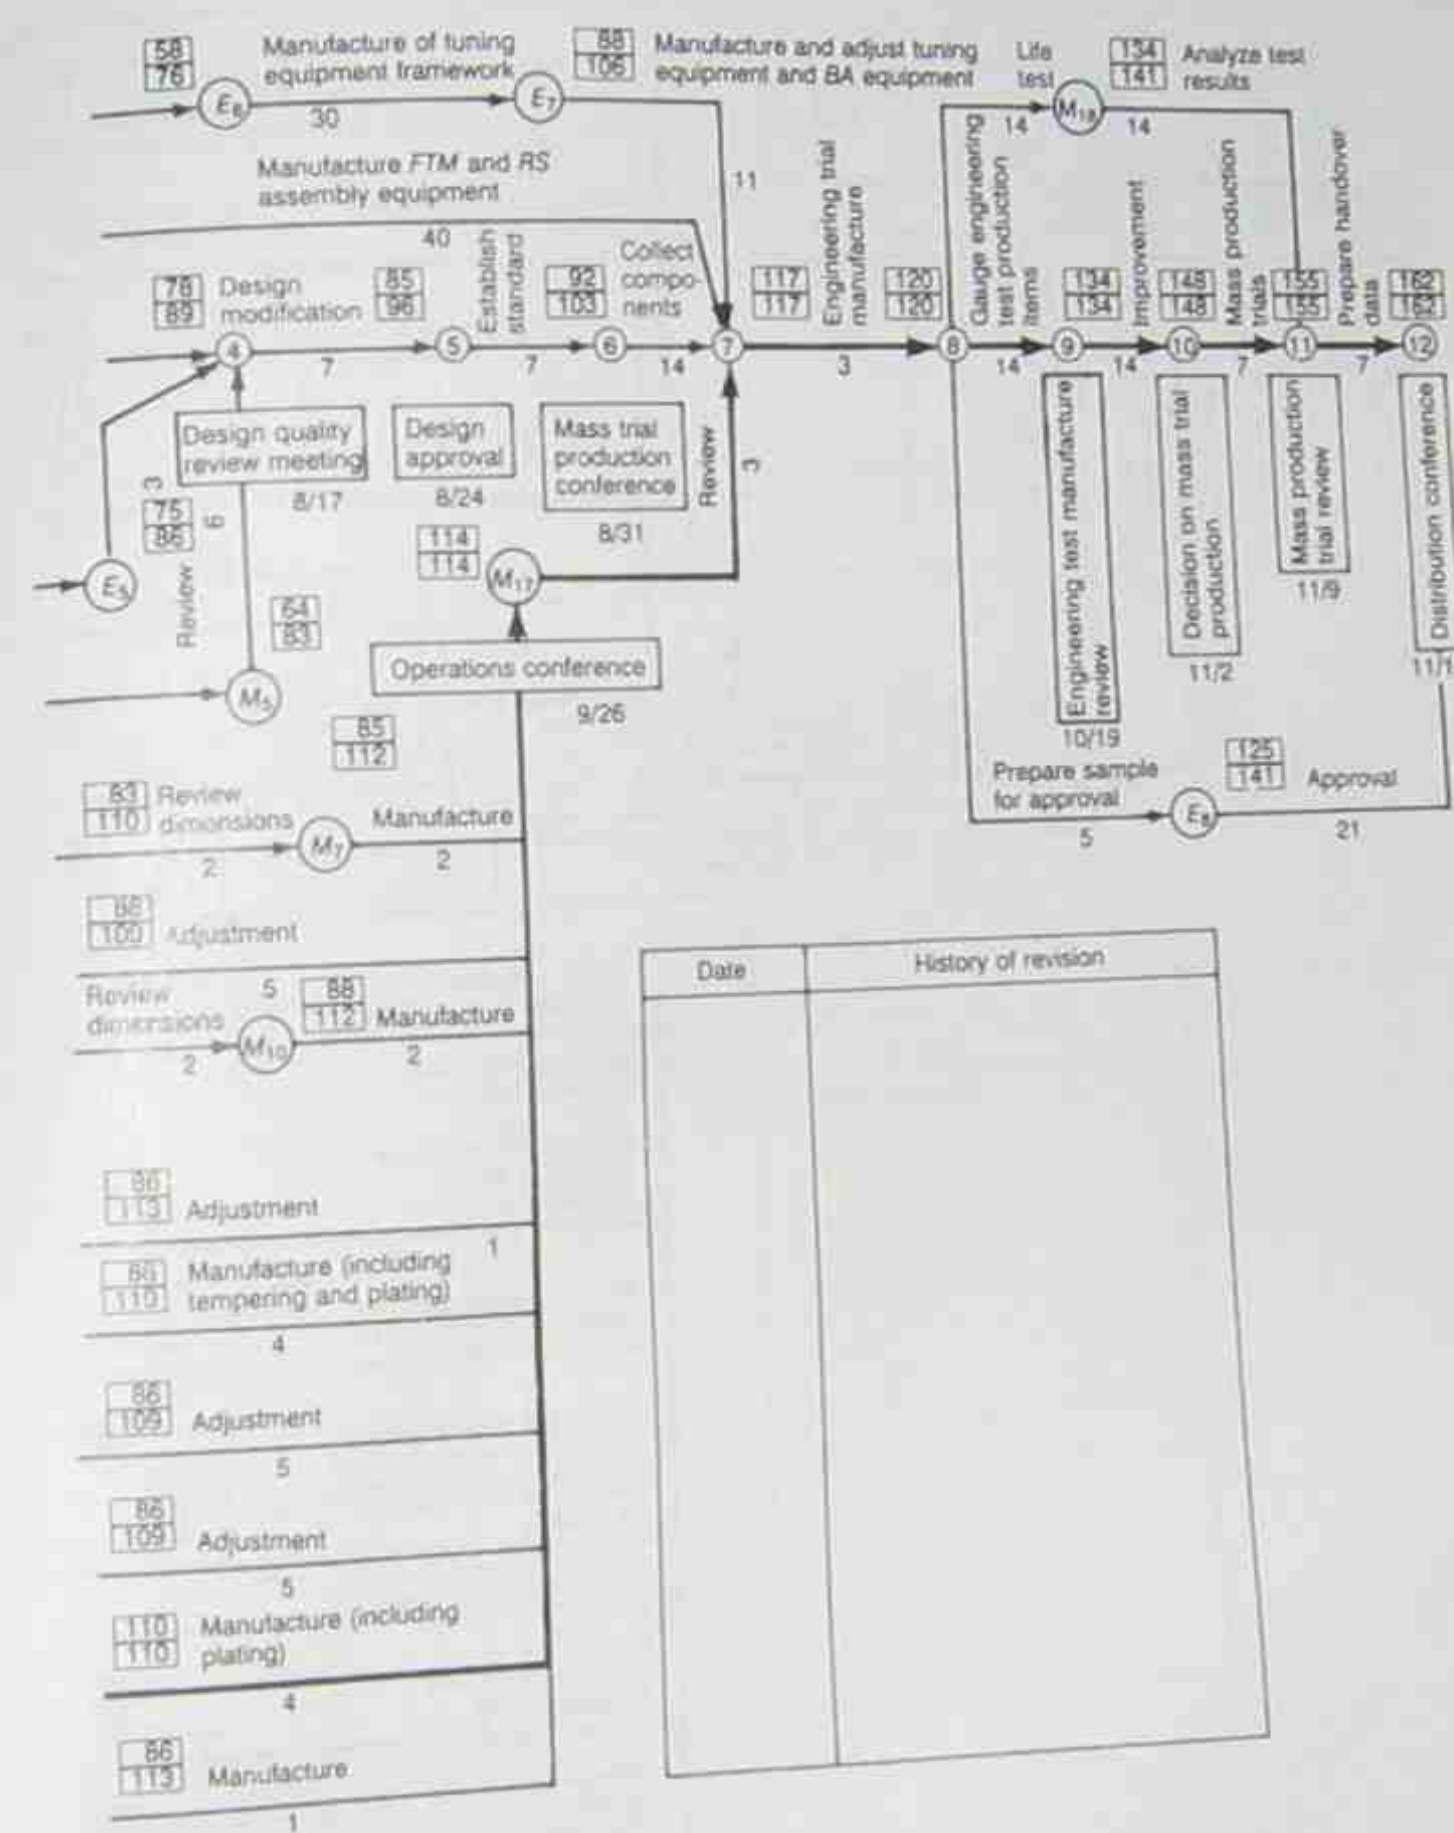 58
76
Manufacture of tuning
equipment framework
88
106
Manufacture and adjust tuning
equipment and BA equipment
Life
test
134
141
Analyze test
results
E6
30
E7
M18
14
14
Manufacture FTM and RS
assembly equipment
40
11
78
89
Design
modification
85
96
Establish
standard
92
103
Collect
compo-
nents
117
117
Engineering trial
manufacture
120
120
Gauge engineering
test production
items
134
134
Improvement
148
148
Mass production
trials
155
155
Prepare handover
data
4
7
5
7
6
14
7
3
8
14
9
14
10
7
11
7
12
Design quality
review meeting
8/17
Design
approval
8/24
Mass trial
production
conference
8/31
Review
3
3
75
86
6
Review
E5
64
83
M5
114
114
M17
Operations conference
9/26
Engineering test manufacture
review
10/19
Decision on mass trial
production
11/2
Mass production
trial review
11/9
Distribution conference
11/1
85
112
83
110
Review
dimensions
2
M7
Manufacture
2
Prepare sample
for approval
5
E8
125
141
Approval
21
Adjustment
5
Review
dimensions
2
M10
88
112
Manufacture
2
86
113
Adjustment
1
86
110
Manufacture (including
tempering and plating)
4
86
109
Adjustment
5
86
109
Adjustment
5
110
110
Manufacture (including
plating)
4
86
113
Manufacture
1
Date
History of revision